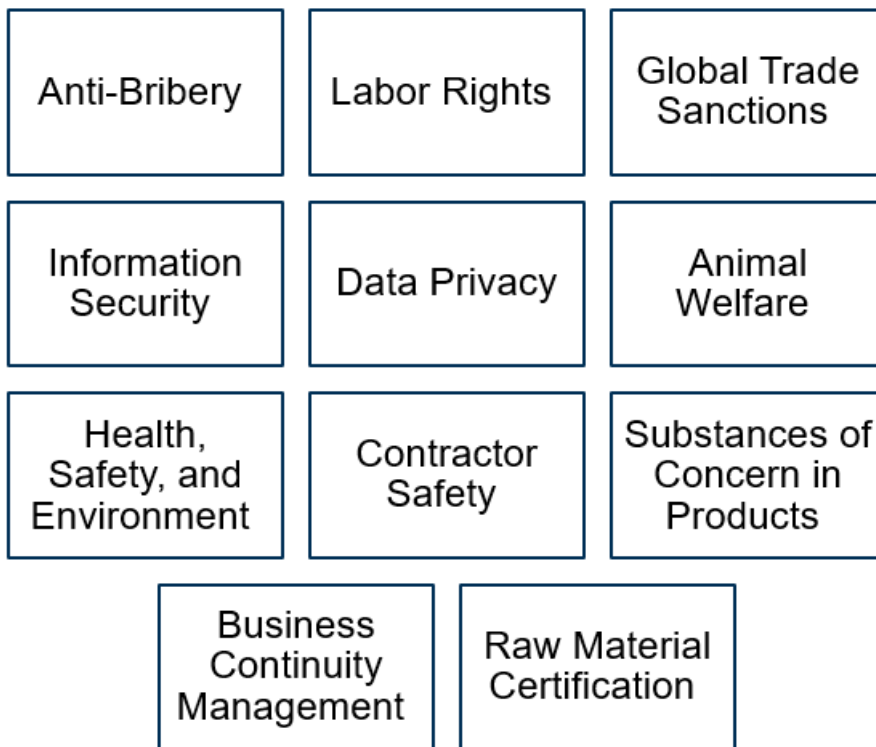 Anti-Bribery
Labor Rights
Global Trade
Sanctions
Information
Security
Data Privacy
Animal
Welfare
Health,
Safety, and
Environment
Contractor
Safety
Substances of
Concern in
Products
Business
Continuity
Management
Raw Material
Certification